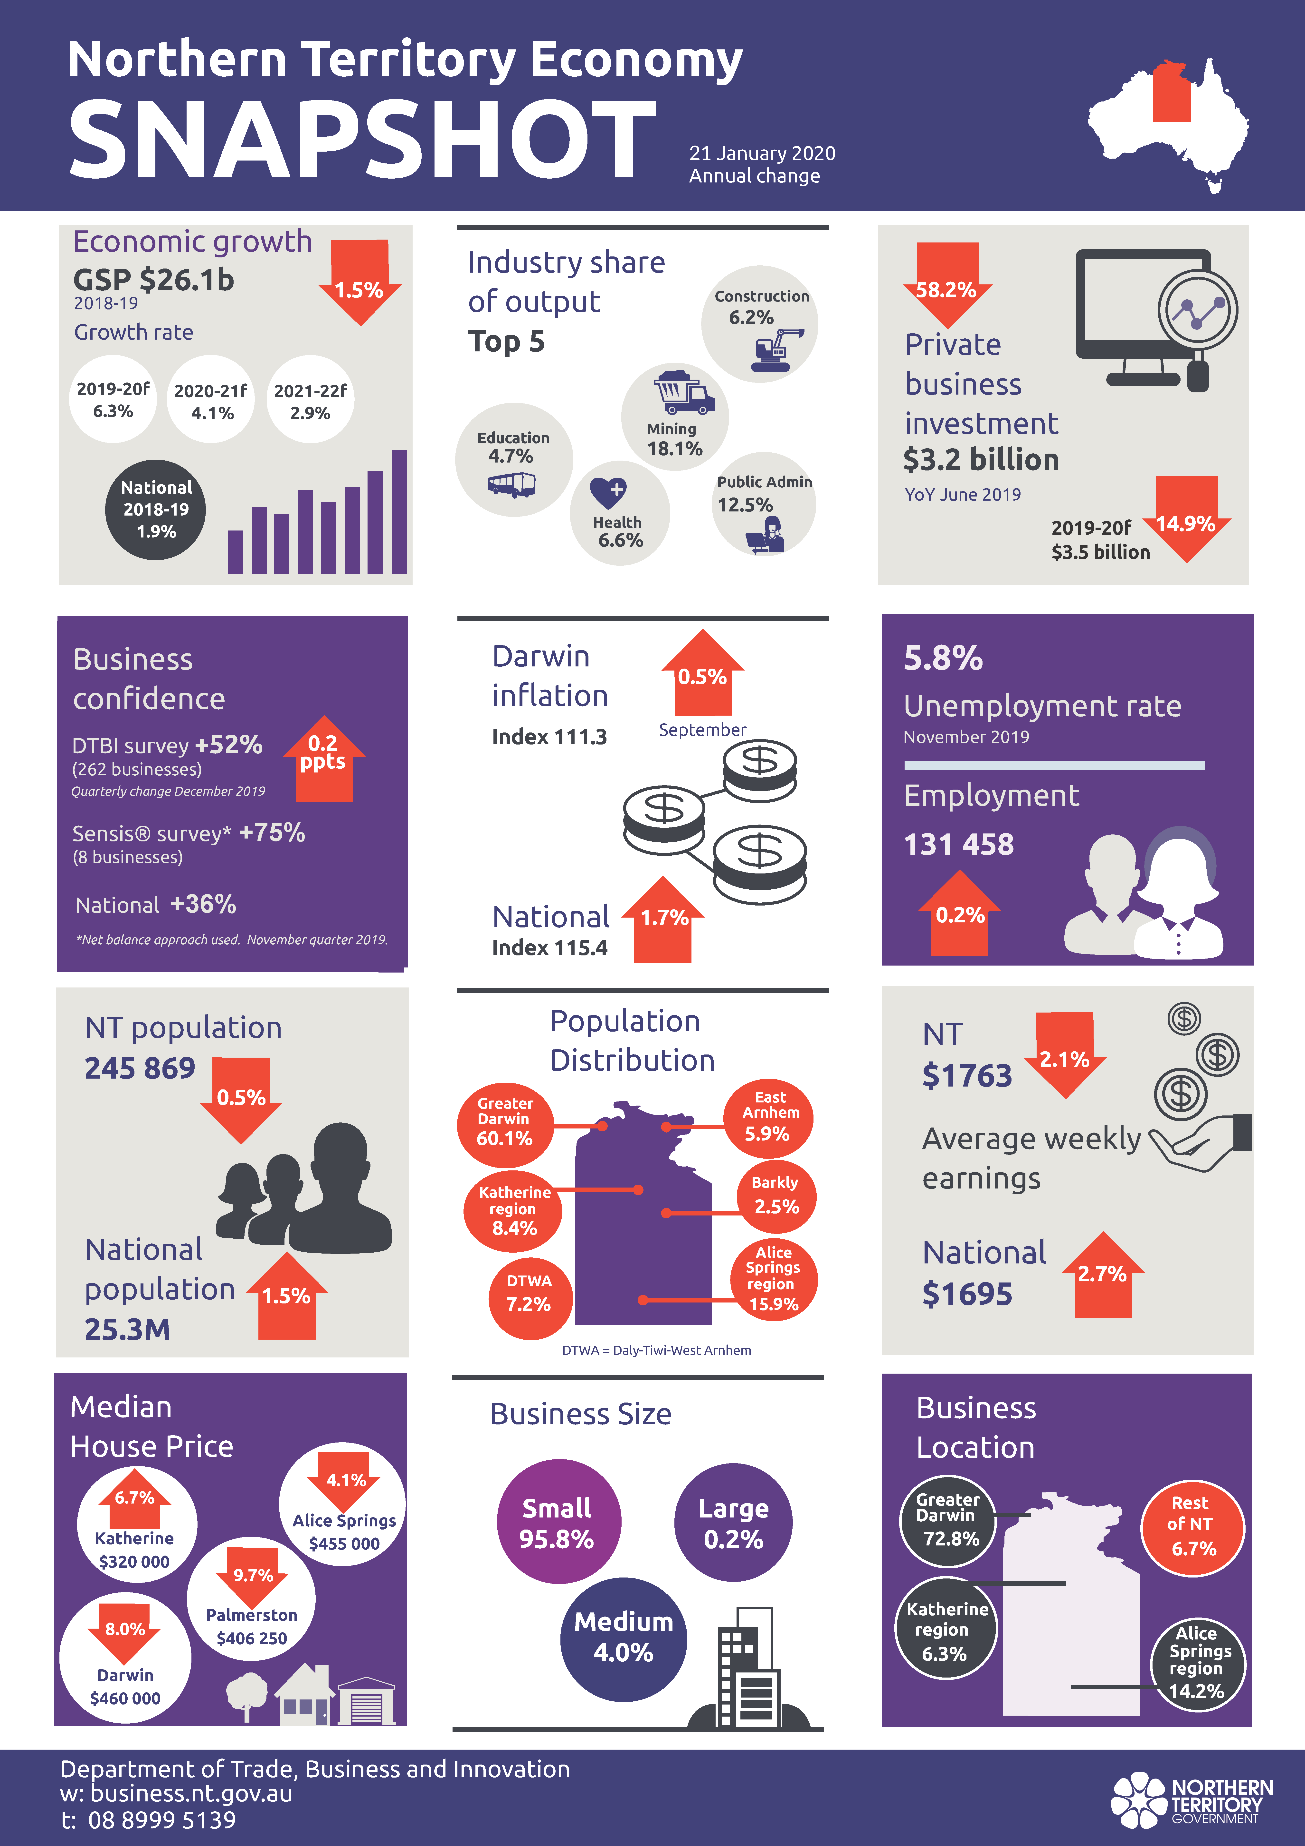 Northern Territory Economy
SNAPSHOT
21 January 2020
Annual change
Economic growth
GSP $26.1b
2018-19
1.5%
Growth rate
2019-20f
6.3%
2020-21f
4.1%
2021-22f
2.9%
National
2018-19
1.9%
Industry share
of output
Top 5
Construction
6.2%
Mining
18.1%
Education
4.7%
Health
6.6%
Public Admin
12.5%
58.2%
Private
business
investment
$3.2 billion
YoY June 2019
2019-20f
$3.5 billion
14.9%
Business
confidence
DTBI survey +52%
(262 businesses)
Quarterly change December 2019
0.2
ppts
Sensis® survey* +75%
(8 businesses)
National +36%
*Net balance approach used. November quarter 2019.
Darwin
inflation
Index 111.3
0.5%
September
$
$
$
National
Index 115.4
1.7%
5.8%
Unemployment rate
November 2019
Employment
131 458
0.2%
NT population
245 869
0.5%
National
population
25.3M
1.5%
Population
Distribution
Greater
Darwin
60.1%
East
Arnhem
5.9%
Katherine
region
8.4%
Barkly
2.5%
DTWA
7.2%
Alice
Springs
region
15.9%
DTWA = Daly-Tiwi-West Arnhem
NT
$1763
2.1%
$
$
$
Average weekly
earnings
National
$1695
2.7%
Median
House Price
6.7%
Katherine
$320 000
4.1%
Alice Springs
$455 000
9.7%
Palmerston
$406 250
8.0%
Darwin
$460 000
Business Size
Small
95.8%
Large
0.2%
Medium
4.0%
Business
Location
Greater
Darwin
72.8%
Rest
of NT
6.7%
Katherine
region
6.3%
Alice
Springs
region
14.2%
Department of Trade, Business and Innovation
w: business.nt.gov.au
t: 08 8999 5139
NORTHERN
TERRITORY
GOVERNMENT